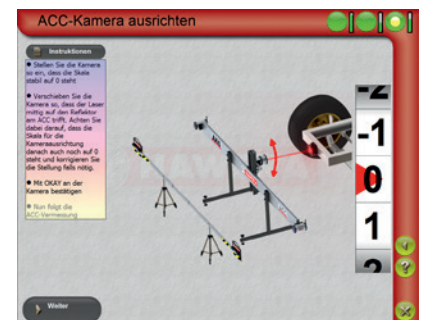 ACC-Kamera ausrichten
Instruktionen
● Stellen Sie die Kamera
so ein, dass die Skala
stabil auf 0 steht
● Verschieben Sie die
Kamera so, dass der Laser
mittig auf den Reflektor
am ACC trifft. Achten Sie
dabei darauf, dass die
Skala für die
Kameraausrichtung
danach auch noch auf 0
steht und korrigieren Sie
die Stellung falls nötig.
● Mit OKAY an der
Kamera bestätigen
● Nun folgt die
ACC-Vermessung
-2
-1
0
1
2
Weiter